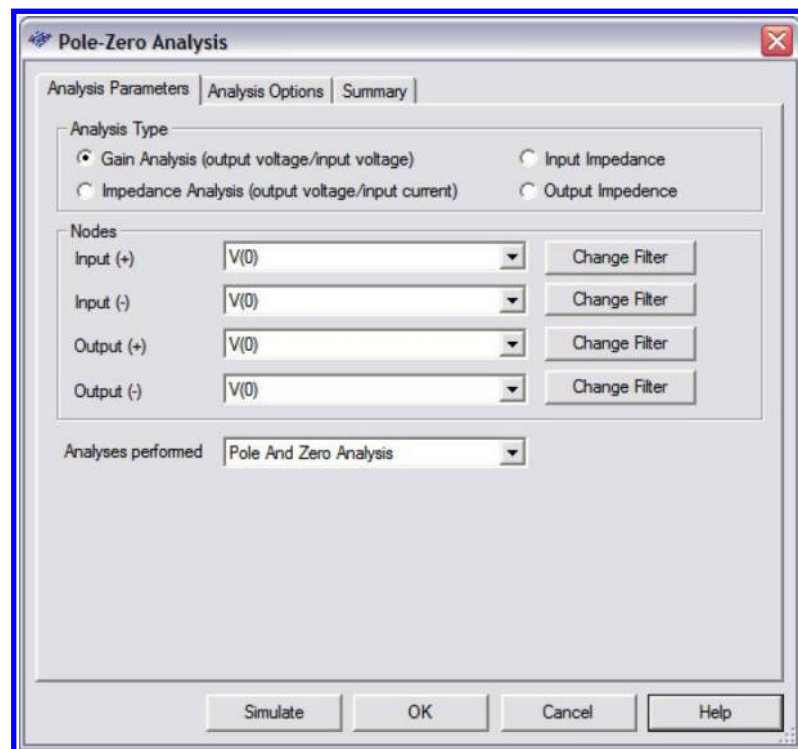 Pole-Zero Analysis
Analysis Parameters
Analysis Options
Summary
Analysis Type
Gain Analysis (output voltage/input voltage)
Input Impedance
Impedance Analysis (output voltage/input current)
Output Impedence
Nodes
Input (+)
V(0)
Change Filter
Input (-)
V(0)
Change Filter
Output (+)
V(0)
Change Filter
Output (-)
V(0)
Change Filter
Analyses performed
Pole And Zero Analysis
Simulate
OK
Cancel
Help